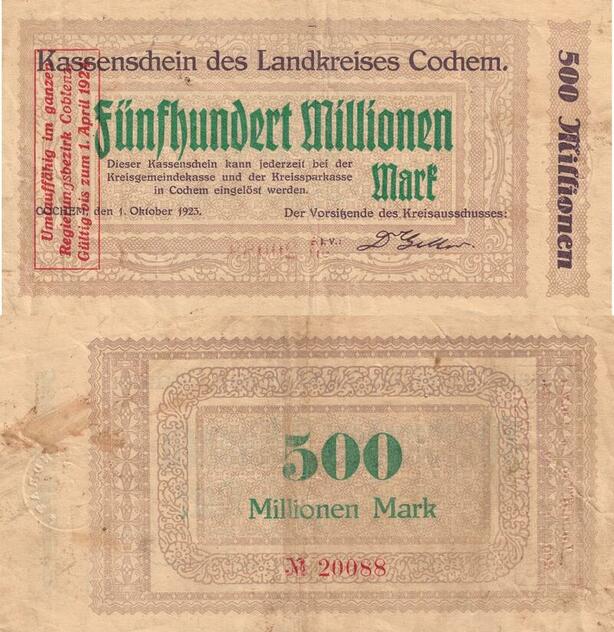 Kassenschein des Landkreises Cochem.
Fünfhundert Millionen
Mark
Dieser Kassenschein kann jederzeit bei der
Kreisgemeindekasse und der Kreissparkasse
in Cochem eingelöst werden.
COCHEM, den 1. Oktober 1923.
Der Vorsitzende des Kreisausschusses:
I.V.:
Umlauffähig im ganzen
Regierungsbezirk Coblenz
Gültig bis zum 1. April 192
500 Millionen
500
Millionen Mark
№ 20088